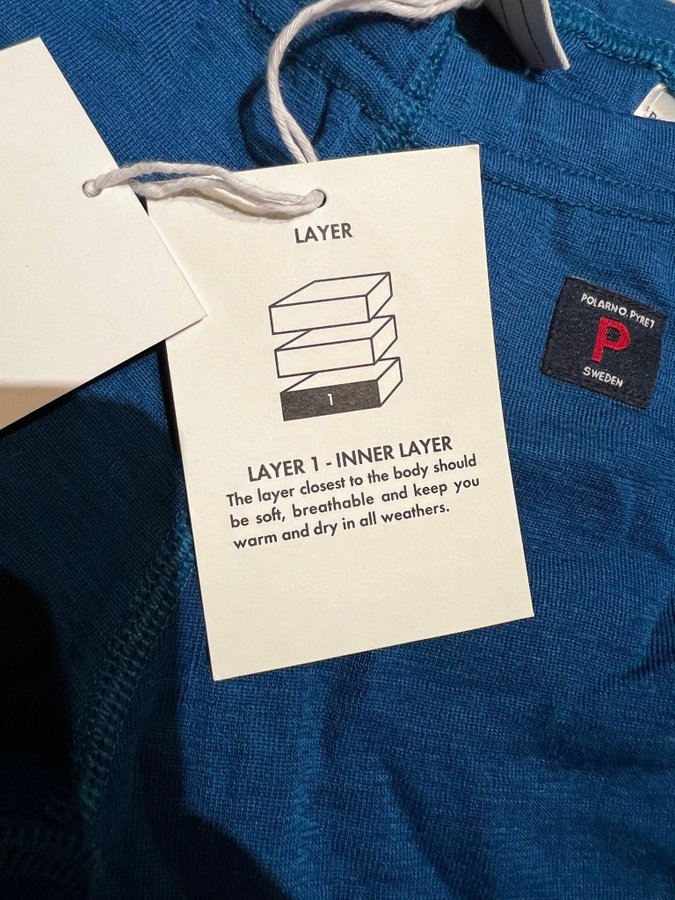 LAYER
1
LAYER 1 - INNER LAYER
The layer closest to the body should
be soft, breathable and keep you
warm and dry in all weathers.
POLARN O. PYRET
P
SWEDEN